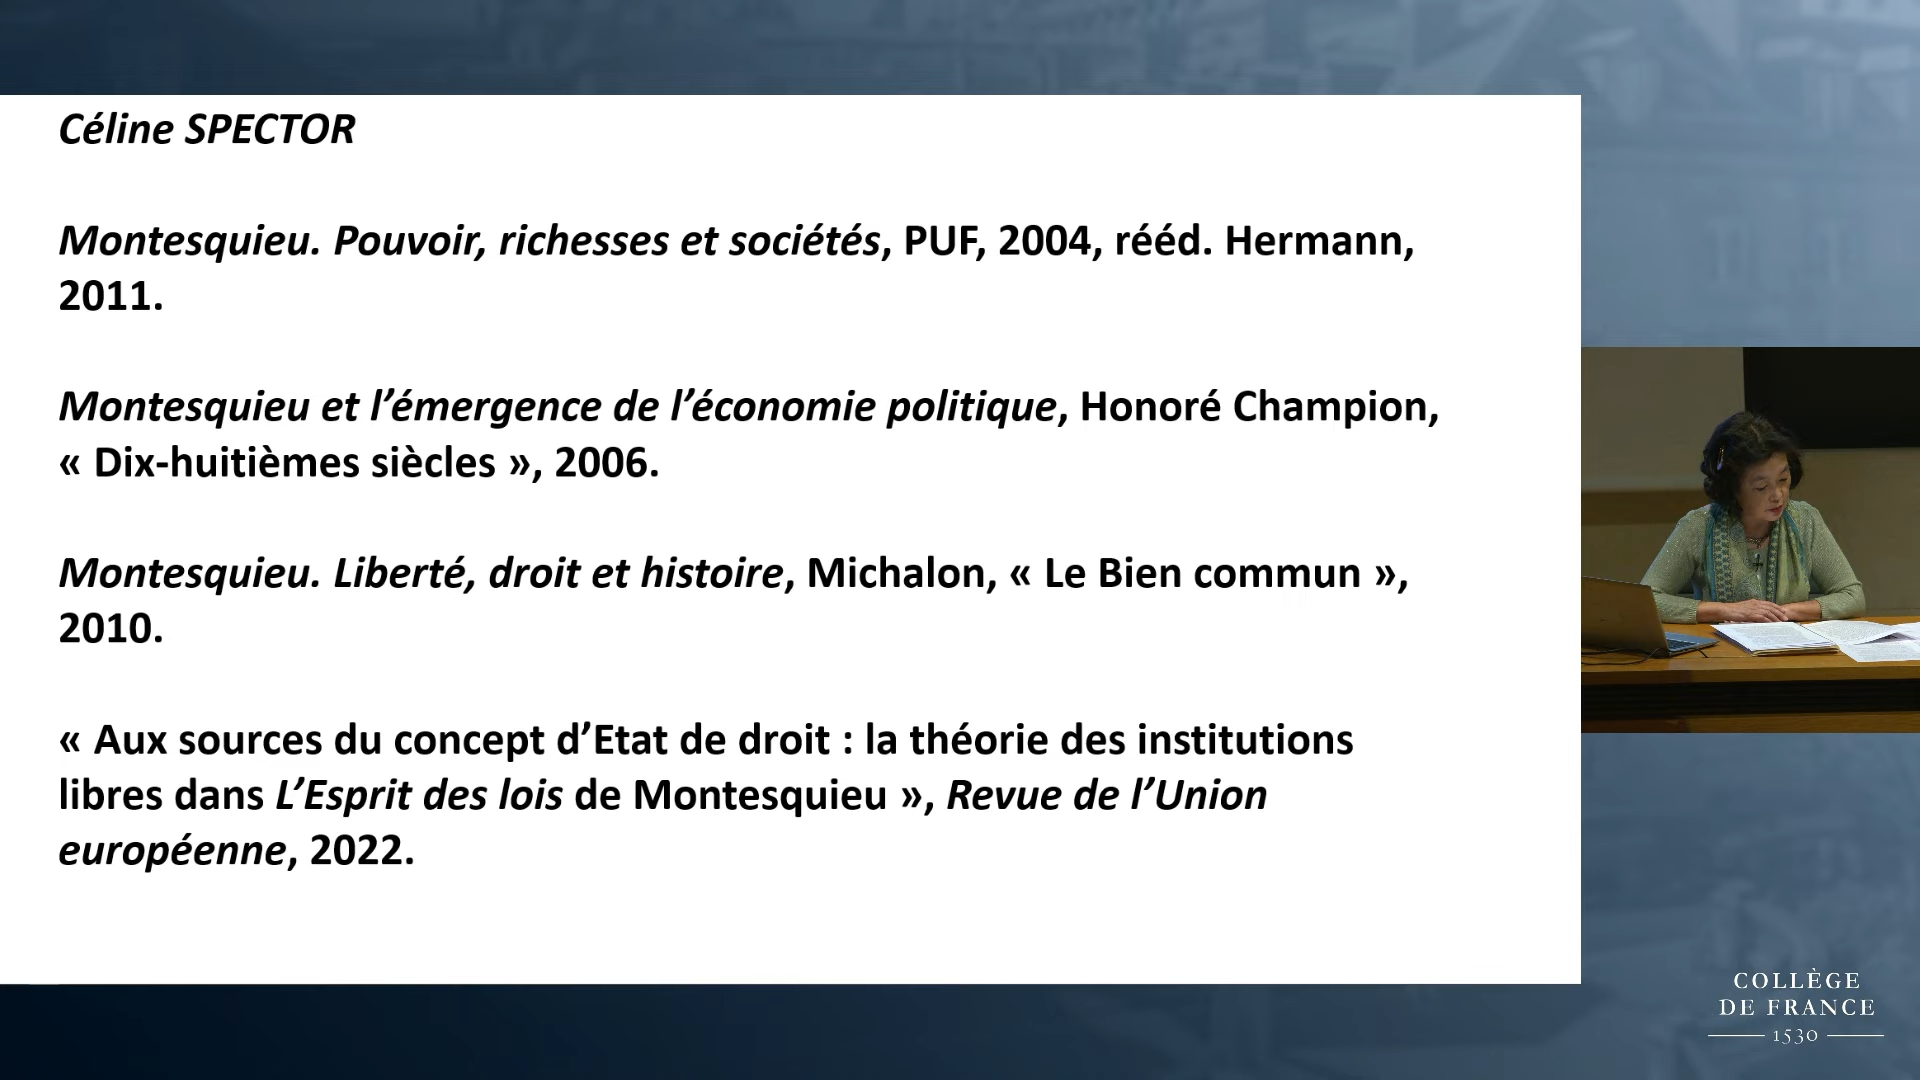 Céline SPECTOR
Montesquieu. Pouvoir, richesses et sociétés, PUF, 2004, rééd. Hermann,
2011.
Montesquieu et l’émergence de l’économie politique, Honoré Champion,
« Dix-huitièmes siècles », 2006.
Montesquieu. Liberté, droit et histoire, Michalon, « Le Bien commun »,
2010.
« Aux sources du concept d’Etat de droit : la théorie des institutions
libres dans L’Esprit des lois de Montesquieu », Revue de l’Union
européenne, 2022.
COLLÈGE
DE FRANCE
1530